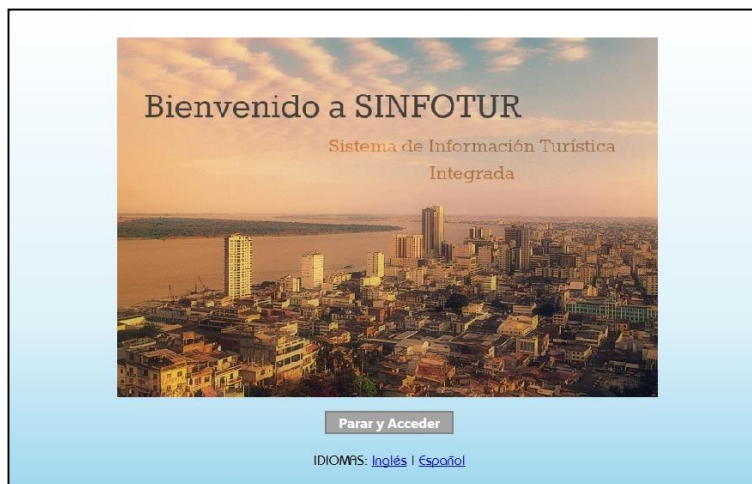 Bienvenido a SINFOTUR
Sistema de Información Turística
Integrada
Parar y Acceder
IDIOMAS: Inglés | Español